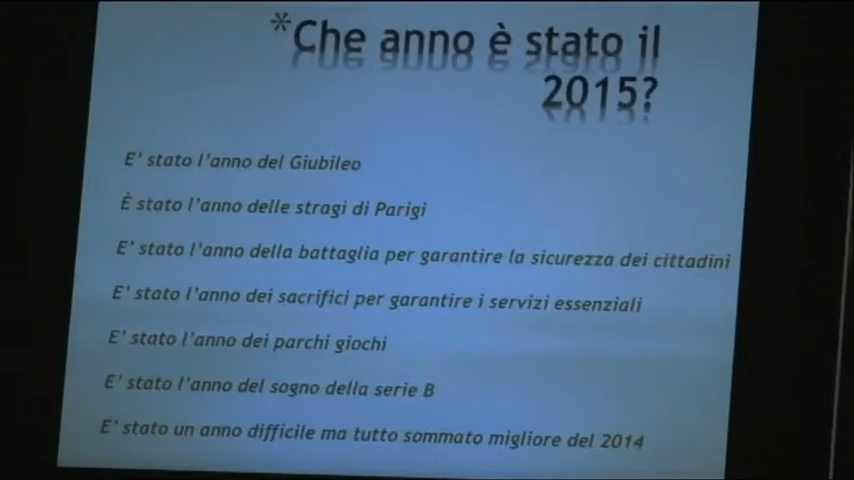 *Che anno è stato il
2015?
E' stato l'anno del Giubileo
È stato l'anno delle stragi di Parigi
E' stato l'anno della battaglia per garantire la sicurezza dei cittadini
E' stato l'anno dei sacrifici per garantire i servizi essenziali
E' stato l'anno dei parchi giochi
E' stato l'anno del sogno della serie B
E' stato un anno difficile ma tutto sommato migliore del 2014